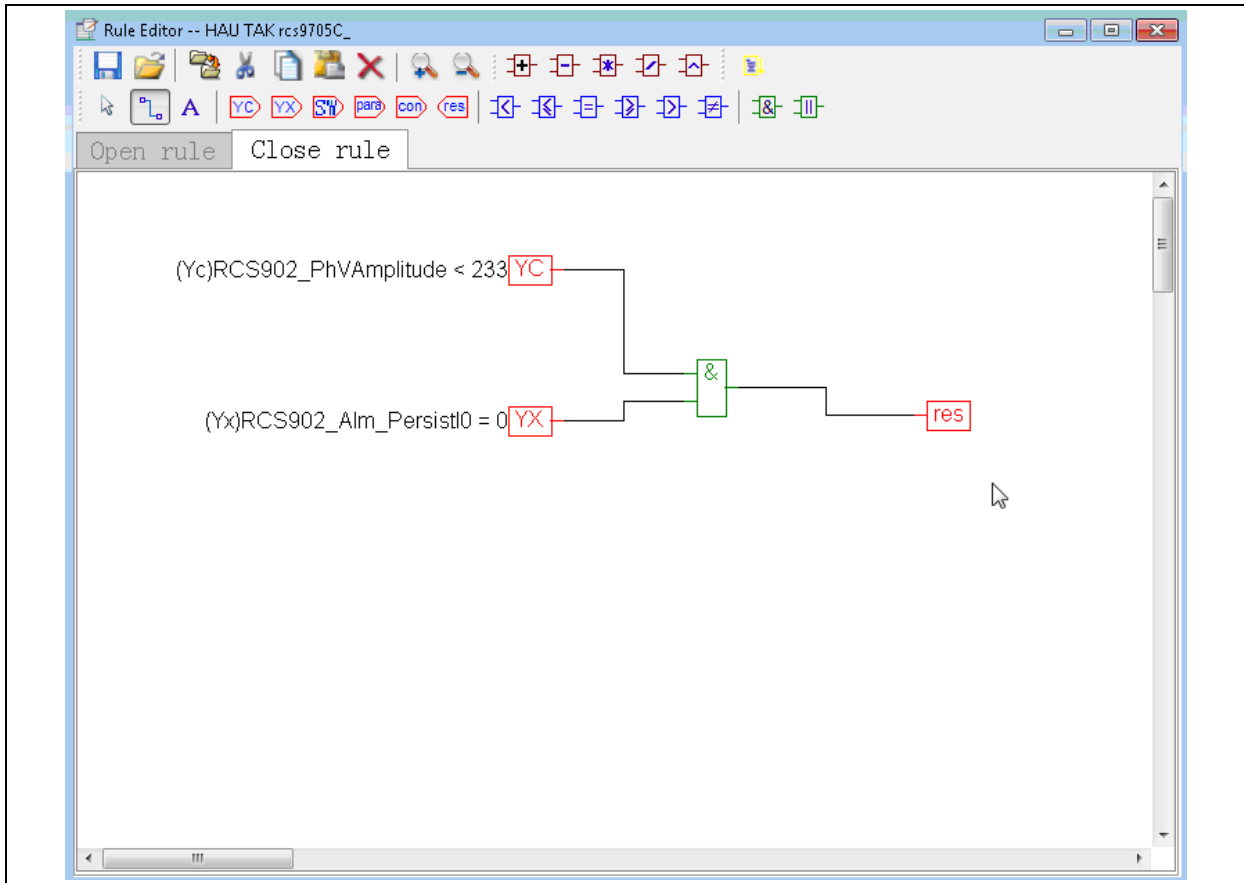 Rule Editor -- HAU TAK rcs9705C_
A YC YX SW para con res < ≤ = ≥ > ≠ & ||
Open rule Close rule
(Yc)RCS902_PhVAmplitude < 233 YC
&
(Yx)RCS902_Alm_PersistI0 = 0 YX
res